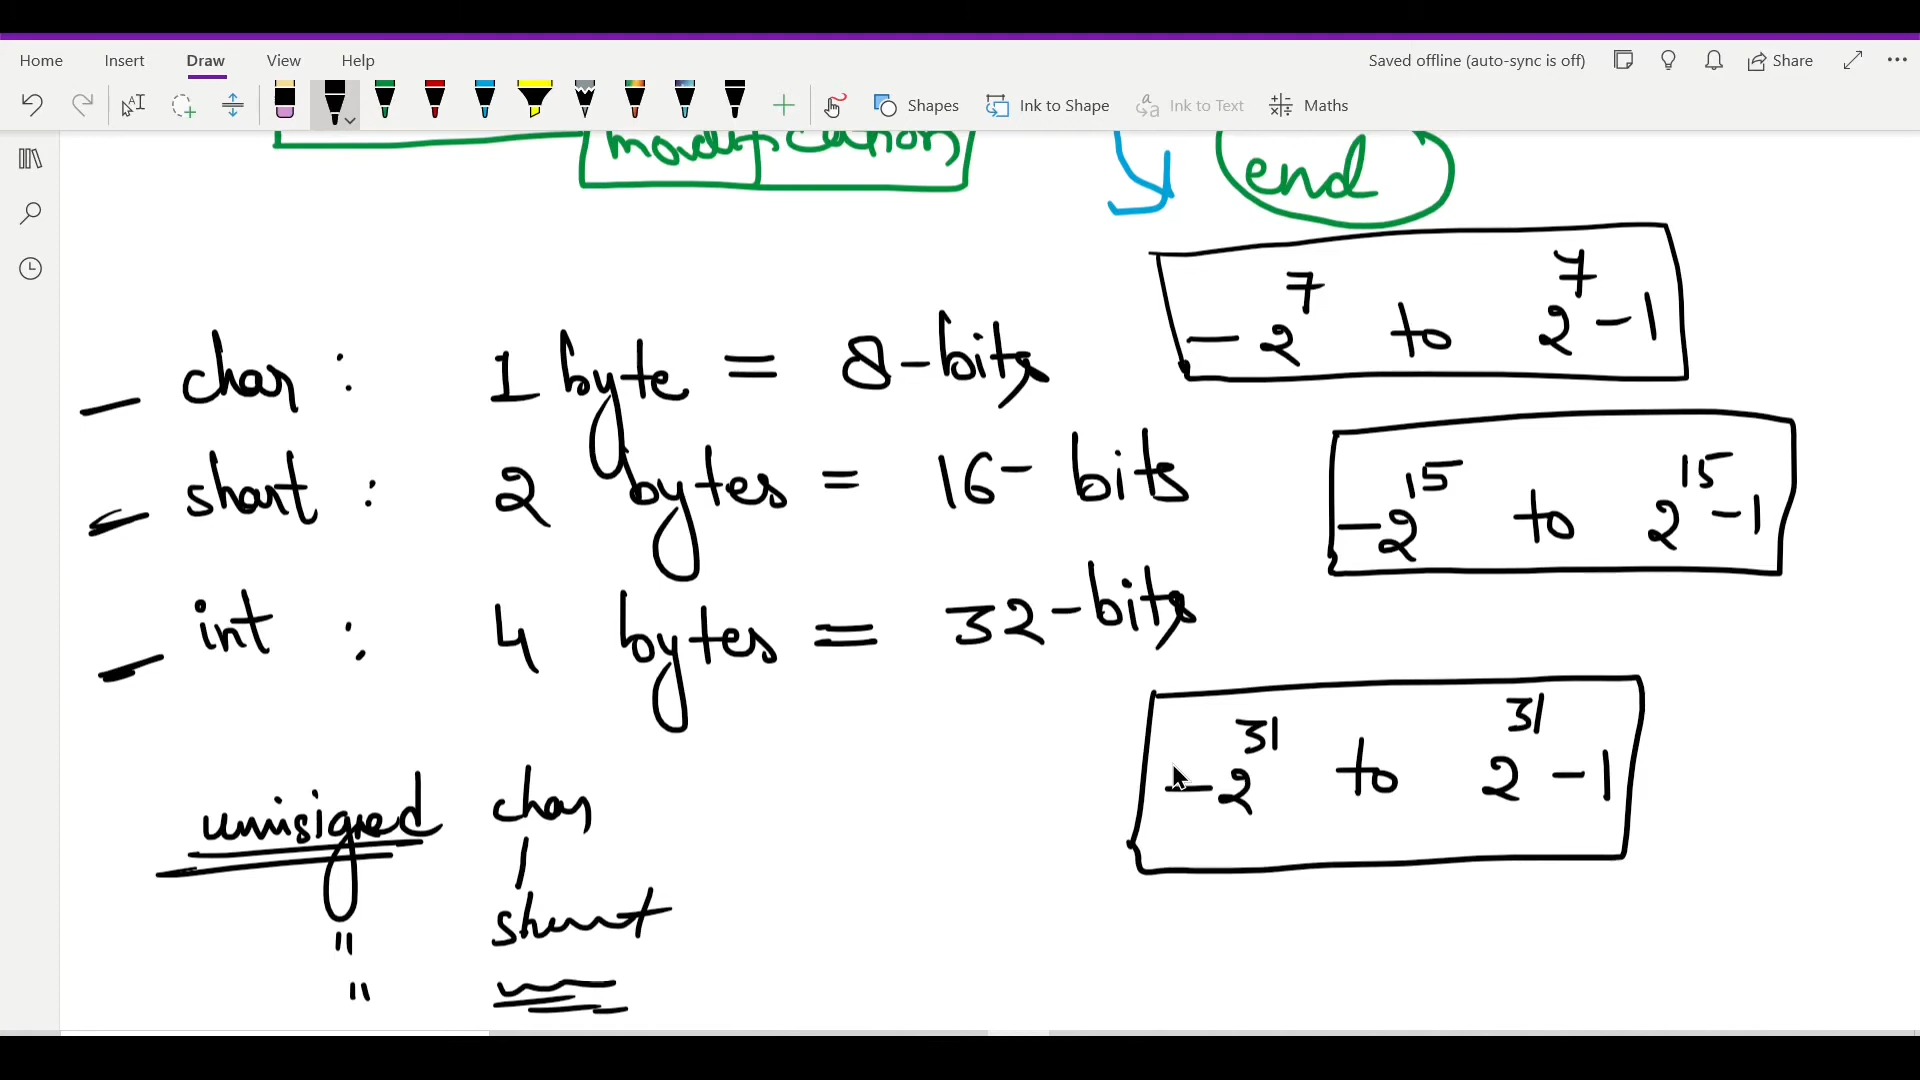 Home Insert Draw View Help Saved offline (auto-sync is off) Share
Shapes Ink to Shape Ink to Text Maths
modification end
-2^7 to 2^7-1
char : 1 byte = 8-bits
short : 2 bytes = 16-bits
-2^15 to 2^15-1
int : 4 bytes = 32-bits
-2^31 to 2^31-1
unsigned char
" short
"